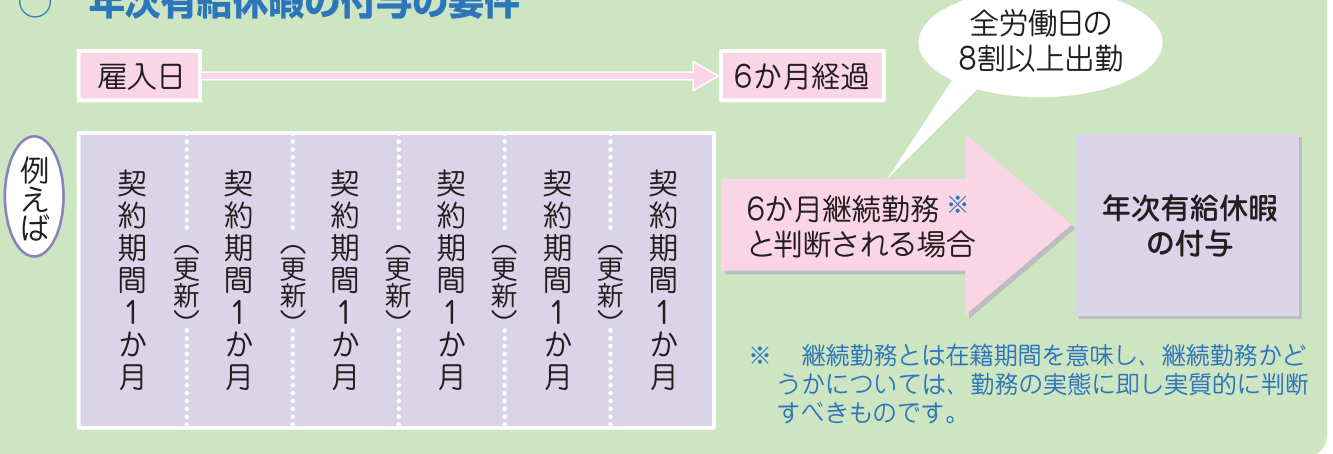 ○ 年次有給休暇の付与の要件
全労働日の
8割以上出勤
雇入日
6か月経過
例えば
契約期間1か月
（更新）
契約期間1か月
（更新）
契約期間1か月
（更新）
契約期間1か月
（更新）
契約期間1か月
（更新）
契約期間1か月
6か月継続勤務※
と判断される場合
年次有給休暇
の付与
※　継続勤務とは在籍期間を意味し、継続勤務かど
うかについては、勤務の実態に即し実質的に判断
すべきものです。